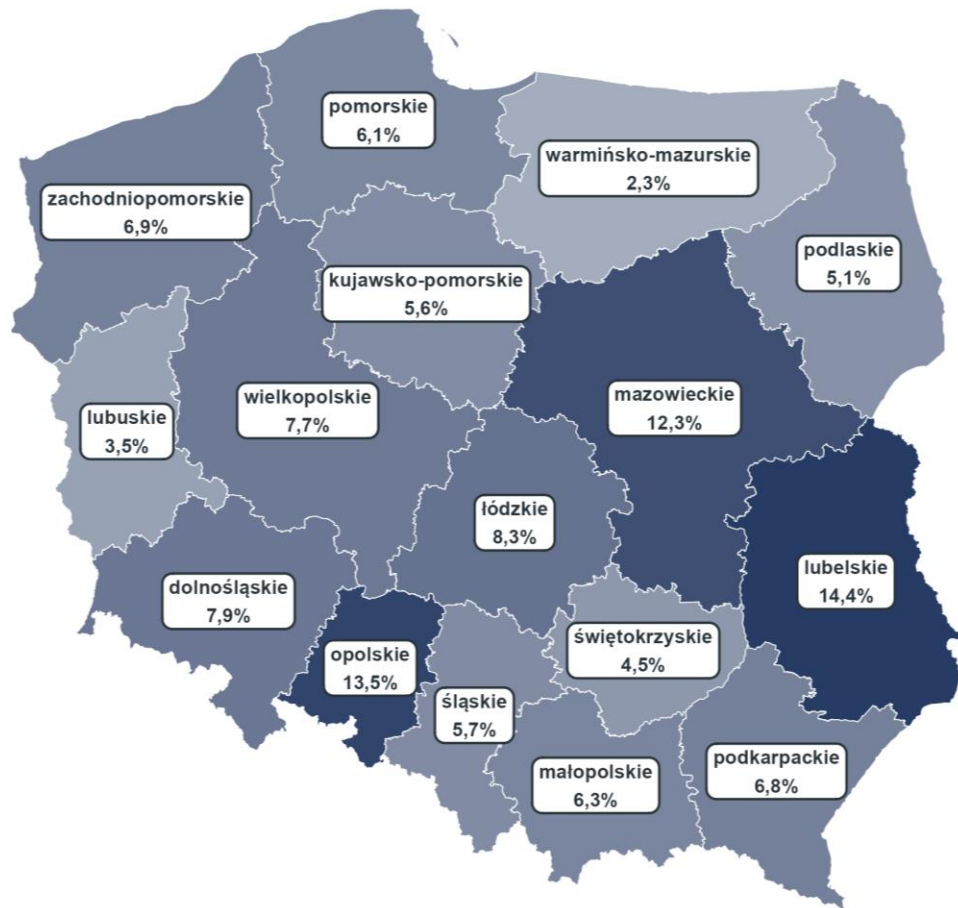 pomorskie
6,1%
warmińsko-mazurskie
2,3%
zachodniopomorskie
6,9%
podlaskie
5,1%
kujawsko-pomorskie
5,6%
wielkopolskie
7,7%
mazowieckie
12,3%
lubuskie
3,5%
łódzkie
8,3%
lubelskie
14,4%
dolnośląskie
7,9%
świętokrzyskie
4,5%
opolskie
13,5%
śląskie
5,7%
małopolskie
6,3%
podkarpackie
6,8%